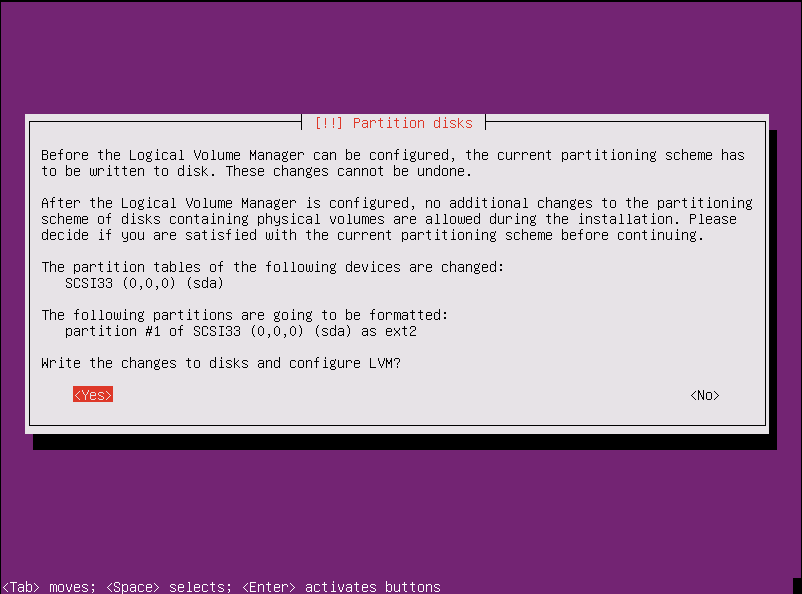 [!!] Partition disks
Before the Logical Volume Manager can be configured, the current partitioning scheme has
to be written to disk. These changes cannot be undone.
After the Logical Volume Manager is configured, no additional changes to the partitioning
scheme of disks containing physical volumes are allowed during the installation. Please
decide if you are satisfied with the current partitioning scheme before continuing.
The partition tables of the following devices are changed:
SCSI33 (0,0,0) (sda)
The following partitions are going to be formatted:
partition #1 of SCSI33 (0,0,0) (sda) as ext2
Write the changes to disks and configure LVM?
<Yes> <No>
<Tab> moves; <Space> selects; <Enter> activates buttons